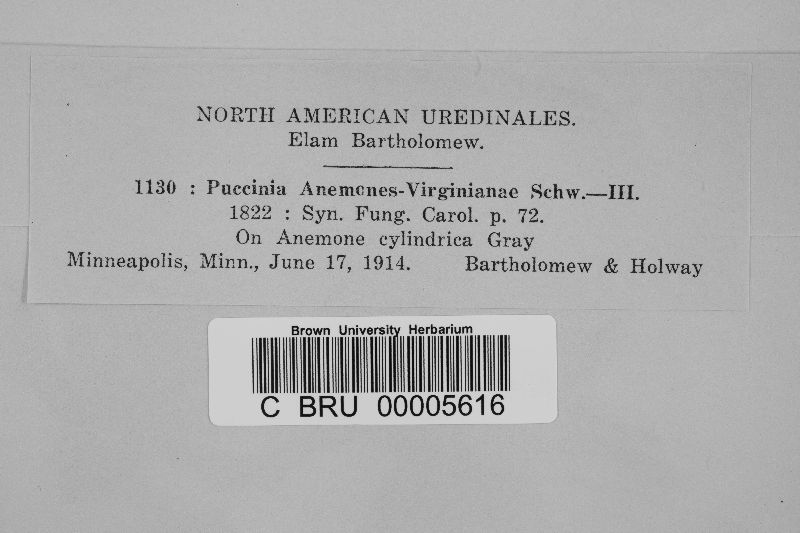 NORTH AMERICAN UREDINALES.
Elam Bartholomew.
1130 : Puccinia Anemones-Virginianae Schw.—III.
1822 : Syn. Fung. Carol. p. 72.
On Anemone cylindrica Gray
Minneapolis, Minn., June 17, 1914. Bartholomew & Holway
Brown University Herbarium
C BRU 00005616